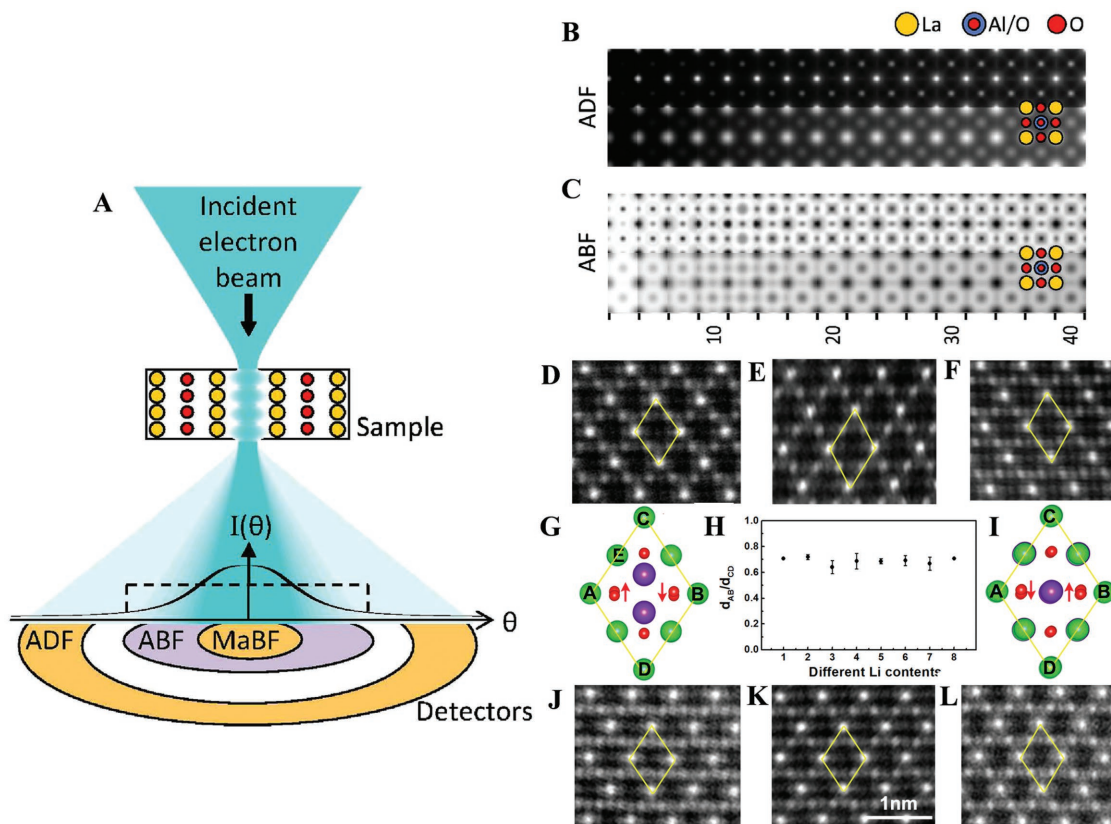 A
Incident
electron
beam
Sample
I(θ)
θ
ADF
ABF
MaBF
Detectors
La
Al/O
O
B
ADF
C
ABF
10
20
30
40
D
E
F
G
C
E
A
B
D
H
d_AB/d_CD
1.0
0.8
0.6
0.4
0.2
0.0
1 2 3 4 5 6 7 8
Different Li contents
I
C
A
B
D
J
K
1nm
L